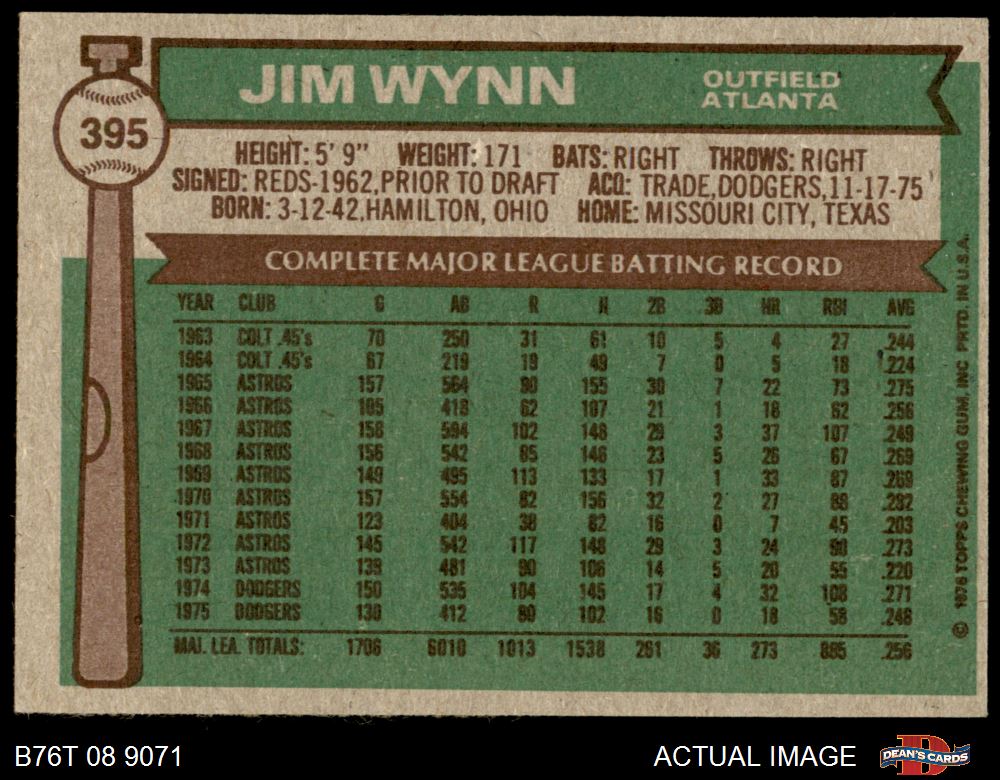 JIM WYNN
OUTFIELD
ATLANTA
395
HEIGHT: 5' 9" WEIGHT: 171 BATS: RIGHT THROWS: RIGHT
SIGNED: REDS-1962, PRIOR TO DRAFT ACQ: TRADE, DODGERS, 11-17-75
BORN: 3-12-42, HAMILTON, OHIO HOME: MISSOURI CITY, TEXAS
COMPLETE MAJOR LEAGUE BATTING RECORD
YEAR CLUB G AB R H 2B 3B HR RBI AVG
1963 COLT .45's 70 250 31 61 10 5 4 27 .244
1964 COLT .45's 67 219 19 49 7 0 5 18 .224
1965 ASTROS 157 564 90 155 30 7 22 73 .275
1966 ASTROS 105 418 62 107 21 1 18 62 .256
1967 ASTROS 158 594 102 148 29 3 37 107 .249
1968 ASTROS 156 542 85 146 23 5 26 67 .269
1969 ASTROS 149 495 113 133 17 1 33 87 .269
1970 ASTROS 157 554 82 156 32 2 27 88 .282
1971 ASTROS 123 404 38 82 16 0 7 45 .203
1972 ASTROS 145 542 117 148 29 3 24 90 .273
1973 ASTROS 139 481 90 106 14 5 20 55 .220
1974 DODGERS 150 535 104 145 17 4 32 108 .271
1975 DODGERS 130 412 80 102 16 0 18 58 .248
MAJ. LEA. TOTALS: 1706 6010 1013 1538 261 36 273 885 .256
© 1976 TOPPS CHEWING GUM, INC PRTD. IN U.S.A.
B76T 08 9071
ACTUAL IMAGE
D
DEAN'S CARDS